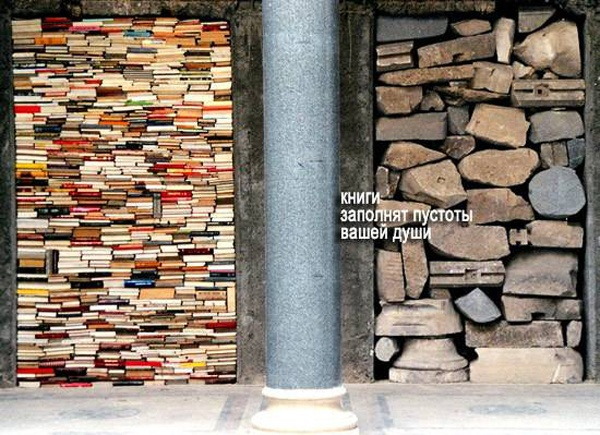 книги
заполнят пустоты
вашей души